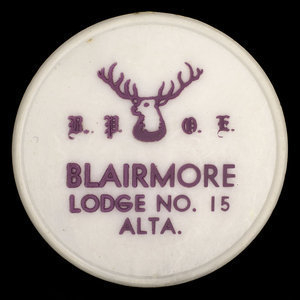 B. P. O. E.
BLAIRMORE
LODGE NO. 15
ALTA.